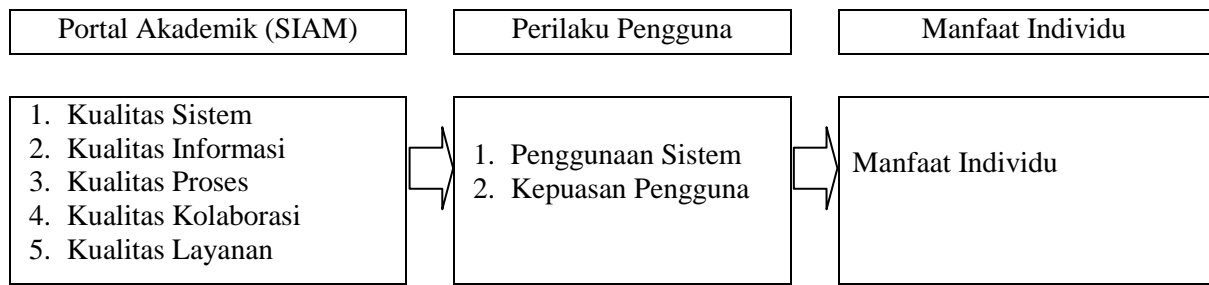 Portal Akademik (SIAM)
Perilaku Pengguna
Manfaat Individu
1. Kualitas Sistem
2. Kualitas Informasi
3. Kualitas Proses
4. Kualitas Kolaborasi
5. Kualitas Layanan
1. Penggunaan Sistem
2. Kepuasan Pengguna
Manfaat Individu